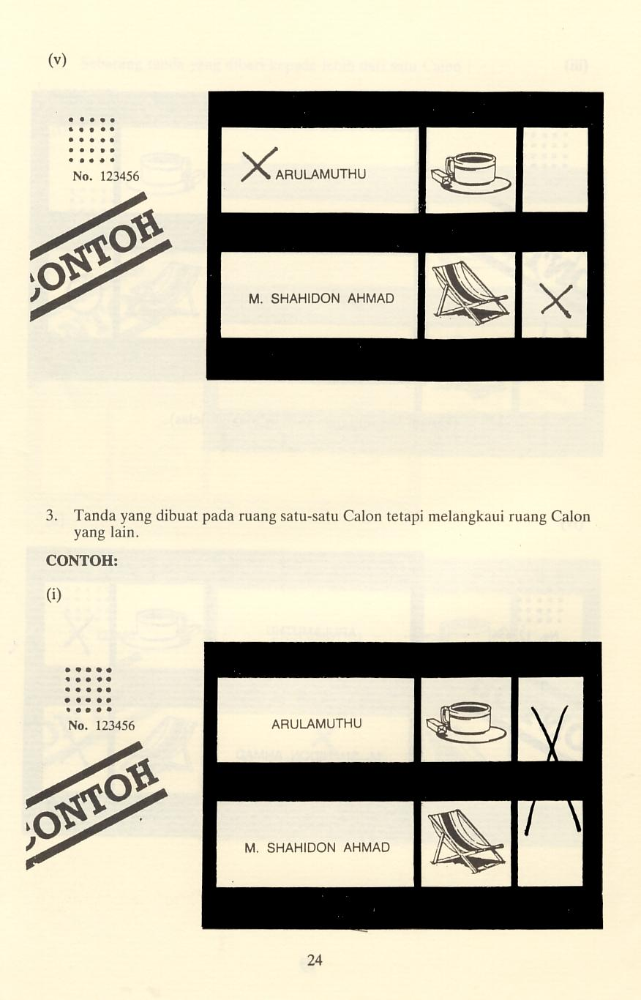 (v)
No. 123456
CONTOH
ARULAMUTHU
M. SHAHIDON AHMAD
3. Tanda yang dibuat pada ruang satu-satu Calon tetapi melangkaui ruang Calon
yang lain.
CONTOH:
(i)
No. 123456
CONTOH
ARULAMUTHU
M. SHAHIDON AHMAD
24